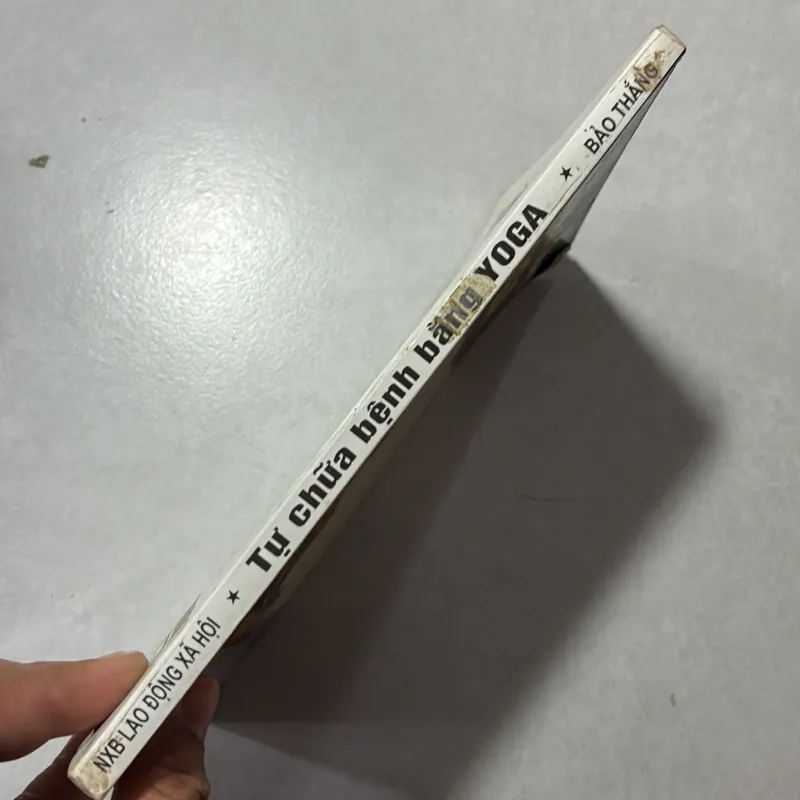 NXB LAO ĐỘNG XÃ HỘI ★ Tự chữa bệnh bằng YOGA ★ BẢO THẮNG